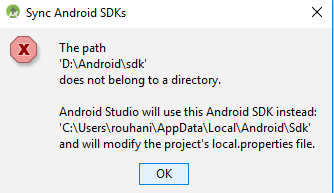 Sync Android SDKs
The path
'D:\Android\sdk'
does not belong to a directory.
Android Studio will use this Android SDK instead:
'C:\Users\rouhani\AppData\Local\Android\Sdk'
and will modify the project's local.properties file.
OK